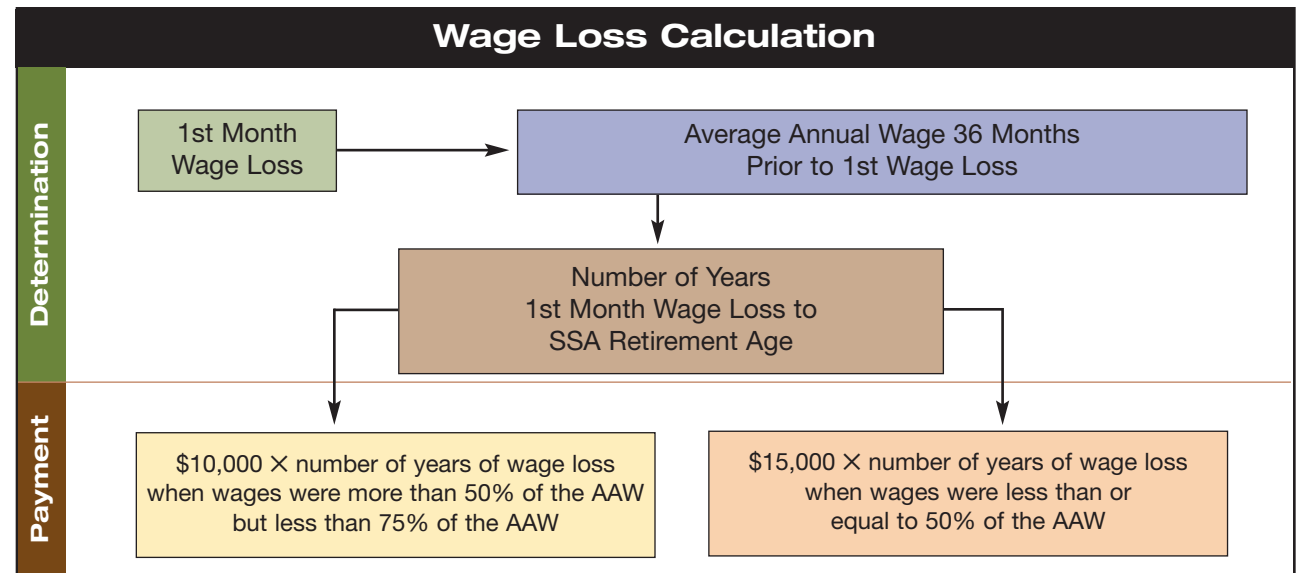 Wage Loss Calculation
Determination
1st Month
Wage Loss
Average Annual Wage 36 Months
Prior to 1st Wage Loss
Number of Years
1st Month Wage Loss to
SSA Retirement Age
Payment
$10,000 × number of years of wage loss
when wages were more than 50% of the AAW
but less than 75% of the AAW
$15,000 × number of years of wage loss
when wages were less than or
equal to 50% of the AAW